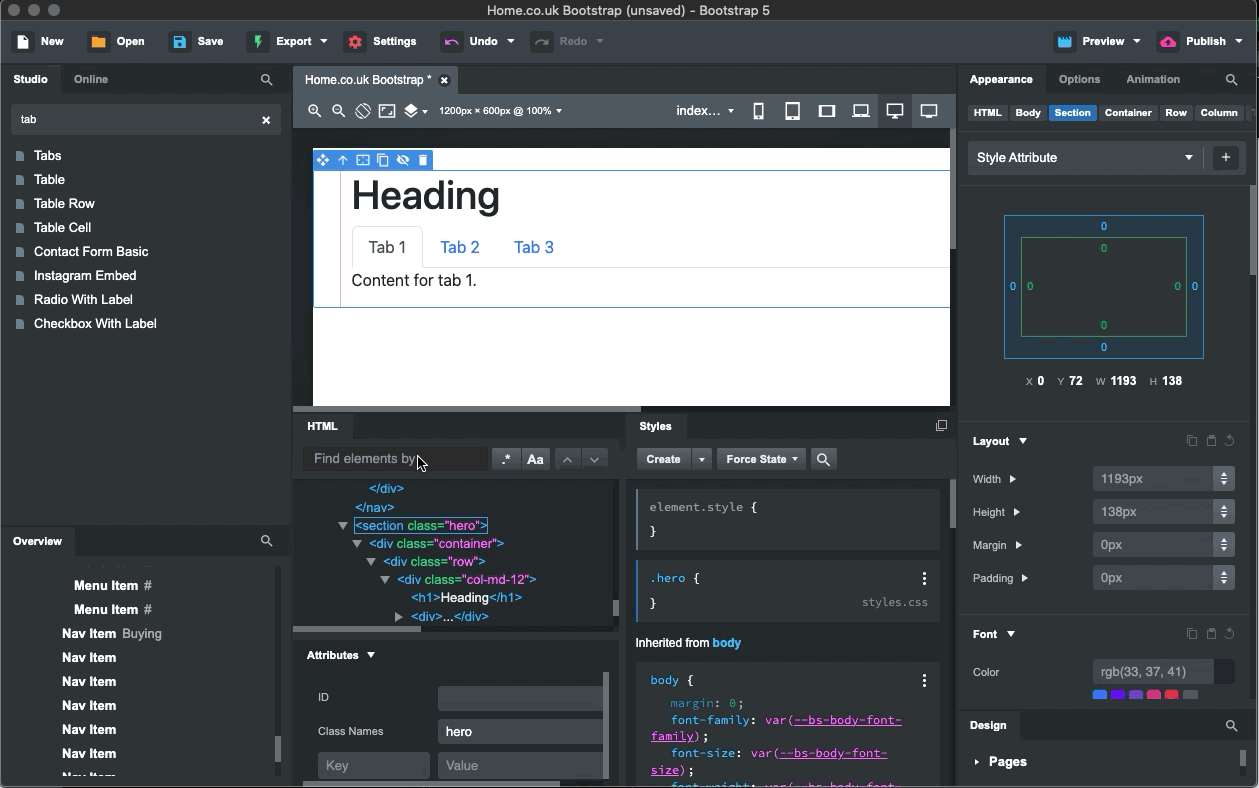 Home.co.uk Bootstrap (unsaved) - Bootstrap 5
New Open Save Export Settings Undo Redo Preview Publish
Studio Online
tab
Tabs
Table
Table Row
Table Cell
Contact Form Basic
Instagram Embed
Radio With Label
Checkbox With Label
Overview
Menu Item #
Menu Item #
Nav Item Buying
Nav Item
Nav Item
Nav Item
Nav Item
Nav Item
Home.co.uk Bootstrap *
1200px × 600px @ 100% index...
Heading
Tab 1 Tab 2 Tab 3
Content for tab 1.
HTML
Find elements by
.* Aa
</div>
</nav>
<section class="hero">
<div class="container">
<div class="row">
<div class="col-md-12">
<h1>Heading</h1>
<div>...</div>
Attributes
ID
Class Names hero
Key Value
Styles
Create Force State
element.style {
}
.hero {
} styles.css
Inherited from body
body {
margin: 0;
font-family: var(--bs-body-font-
family);
font-size: var(--bs-body-font-
size);
Appearance Options Animation
HTML Body Section Container Row Column
Style Attribute +
0
0
0 0 0 0
0
0
X 0 Y 72 W 1193 H 138
Layout
Width 1193px
Height 138px
Margin 0px
Padding 0px
Font
Color rgb(33, 37, 41)
Design
Pages